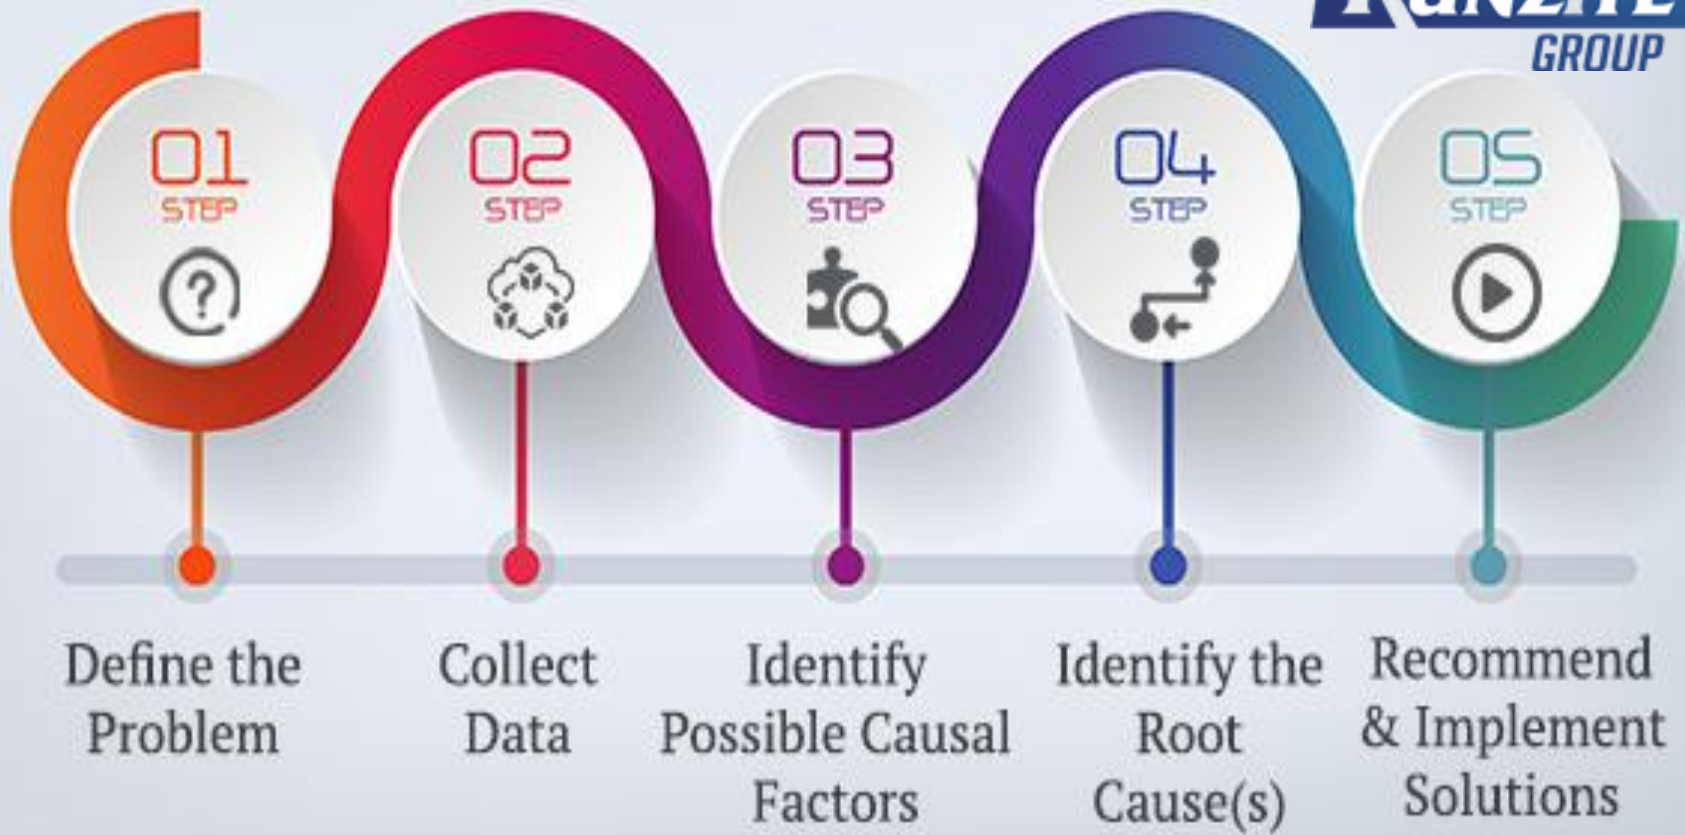 KUNZITE
GROUP
01
STEP
02
STEP
03
STEP
04
STEP
05
STEP
Define the
Problem
Collect
Data
Identify
Possible Causal
Factors
Identify the
Root
Cause(s)
Recommend
& Implement
Solutions